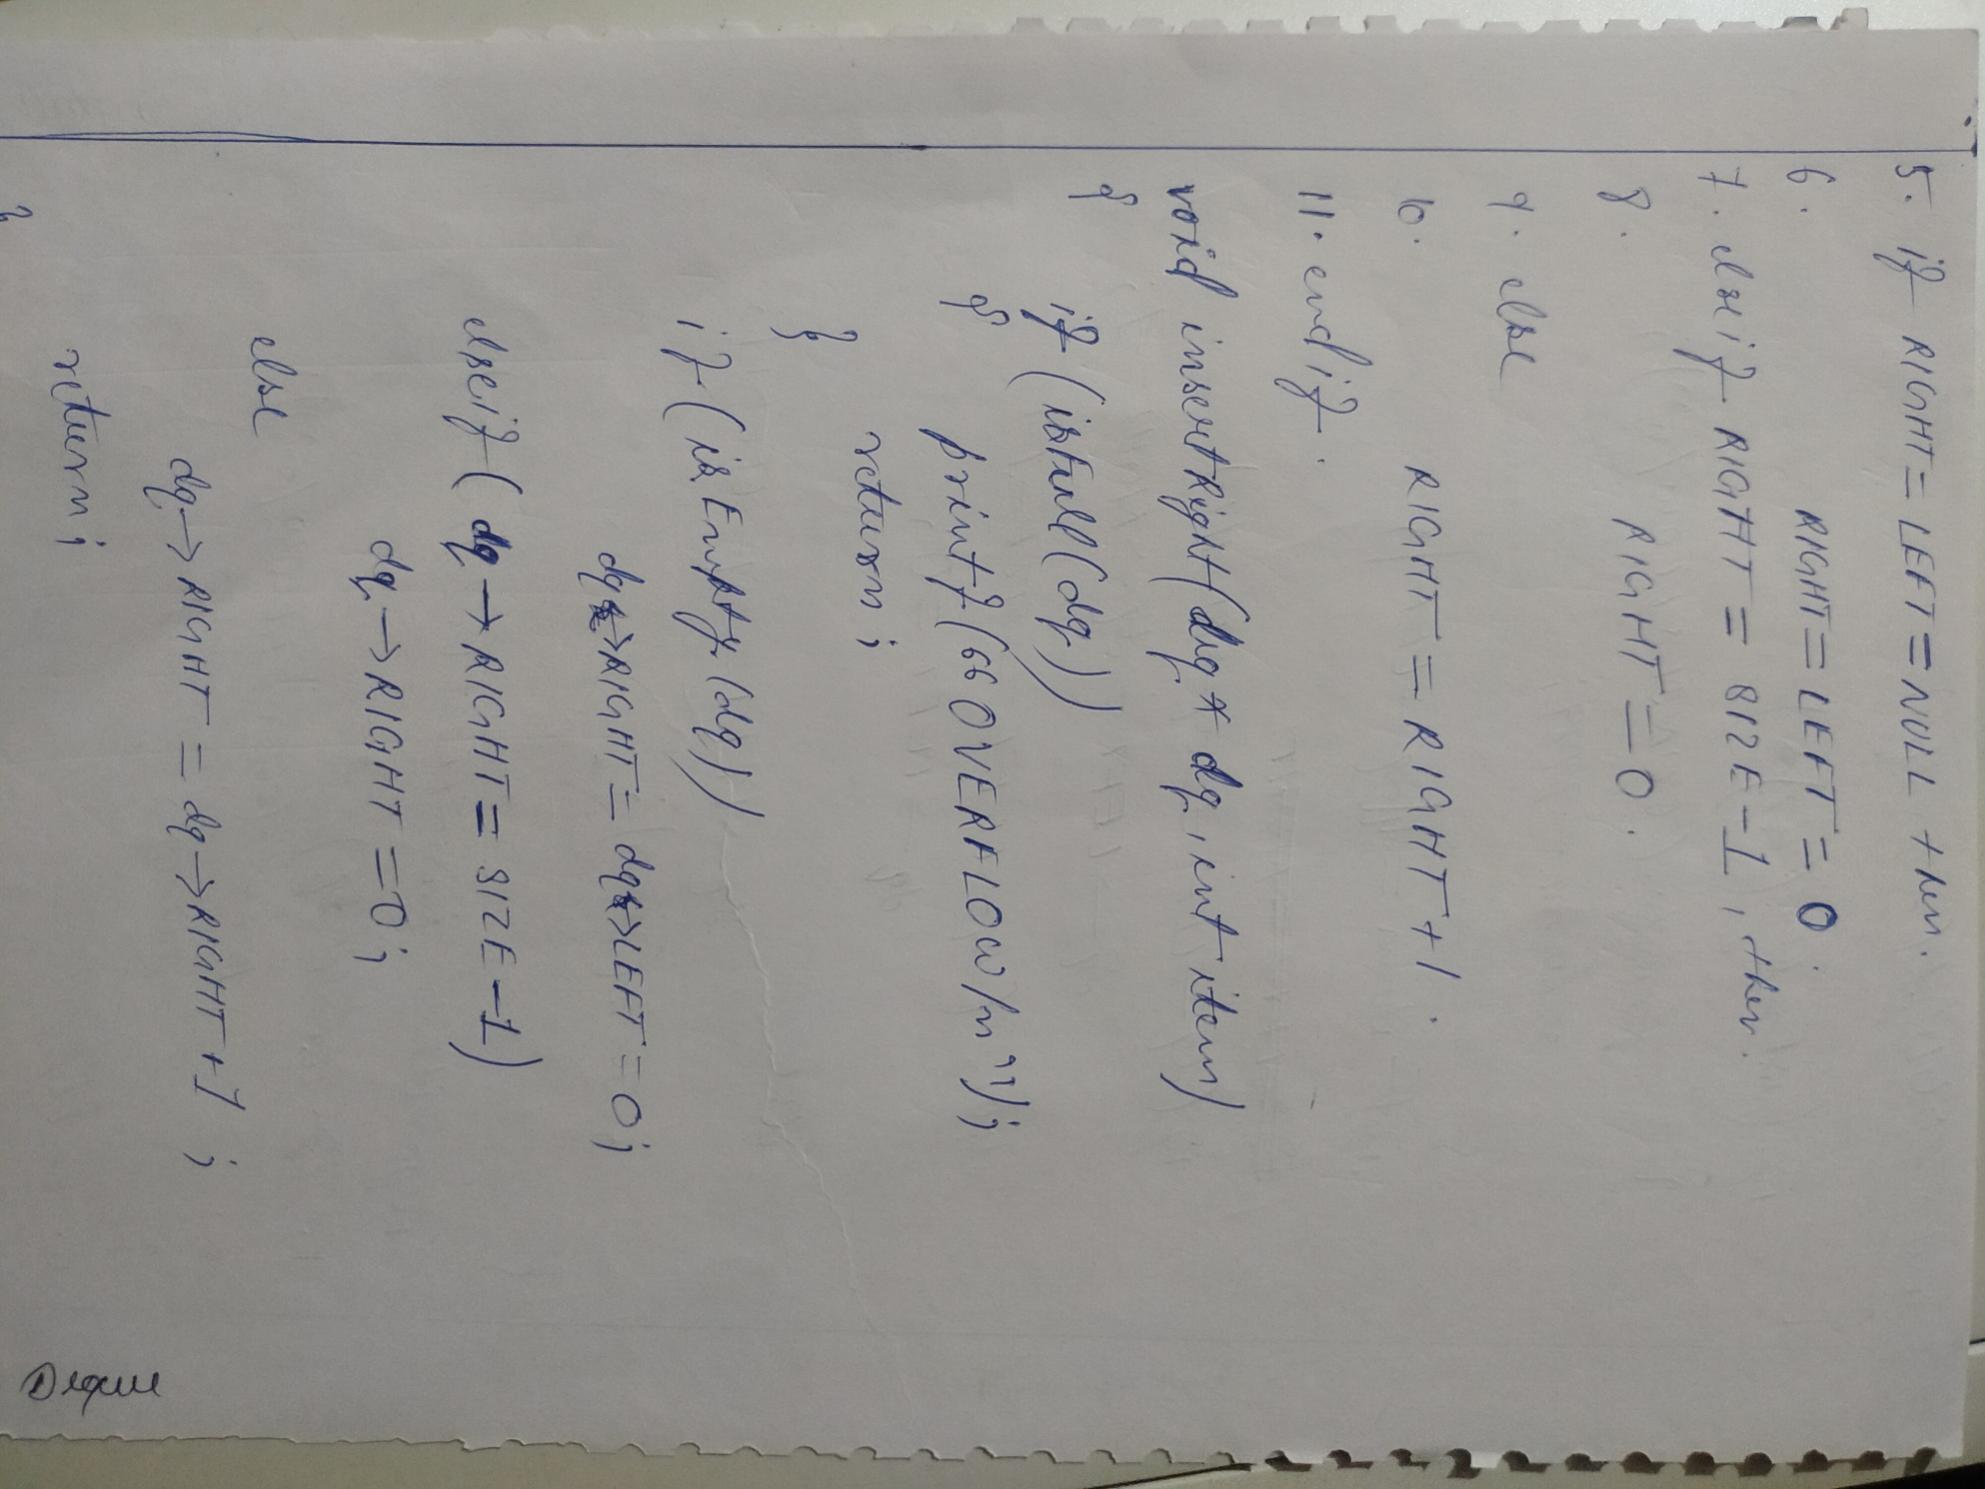 5. if RIGHT = LEFT = NULL then.
6. RIGHT = LEFT = 0.
7. elseif RIGHT = SIZE-1, then.
8. RIGHT = 0.
9. else
10. RIGHT = RIGHT + 1.
11. endif.
void insertRight(dq * dq, int item)
{
if (isFull(dq))
{ printf(“OVERFLOW/n”);
return;
}
if (isEmpty(dq))
dq->RIGHT = dq->LEFT = 0;
elseif (dq->RIGHT = SIZE-1)
dq->RIGHT = 0;
else
dq->RIGHT = dq->RIGHT + 1;
return;
}
Deque